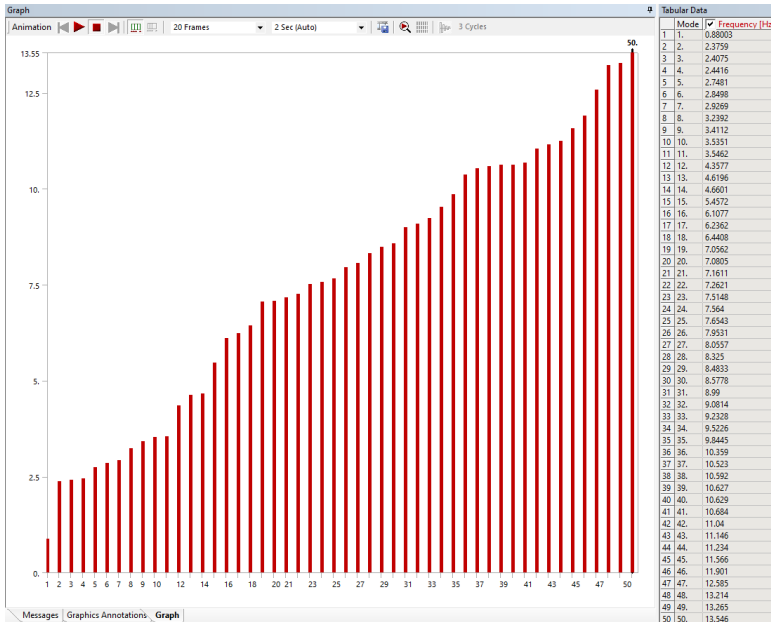 Graph
Animation 20 Frames 2 Sec (Auto) 3 Cycles
50.
13.55
12.5
10.
7.5
5.
2.5
0.
1 2 3 4 5 6 7 8 9 10 12 14 16 18 20 21 23 25 27 29 31 33 35 37 39 41 43 45 47 50
Messages Graphics Annotations Graph
Tabular Data
Mode Frequency [Hz
1 1. 0.88003
2 2. 2.3759
3 3. 2.4075
4 4. 2.4416
5 5. 2.7481
6 6. 2.8498
7 7. 2.9269
8 8. 3.2392
9 9. 3.4112
10 10. 3.5351
11 11. 3.5462
12 12. 4.3577
13 13. 4.6196
14 14. 4.6601
15 15. 5.4572
16 16. 6.1077
17 17. 6.2362
18 18. 6.4408
19 19. 7.0562
20 20. 7.0805
21 21. 7.1611
22 22. 7.2621
23 23. 7.5148
24 24. 7.564
25 25. 7.6543
26 26. 7.9531
27 27. 8.0557
28 28. 8.325
29 29. 8.4833
30 30. 8.5778
31 31. 8.99
32 32. 9.0814
33 33. 9.2328
34 34. 9.5226
35 35. 9.8445
36 36. 10.359
37 37. 10.523
38 38. 10.592
39 39. 10.627
40 40. 10.629
41 41. 10.684
42 42. 11.04
43 43. 11.146
44 44. 11.234
45 45. 11.566
46 46. 11.901
47 47. 12.585
48 48. 13.214
49 49. 13.265
50 50. 13.546